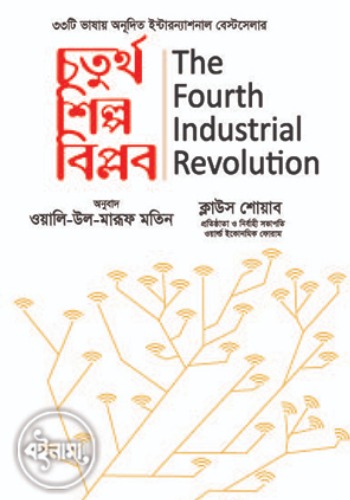 ৩৩টি ভাষায় অনূদিত ইন্টারন্যাশনাল বেস্টসেলার
চতুর্থ
শিল্প
বিপ্লব
The
Fourth
Industrial
Revolution
অনুবাদ
ওয়ালি-উল-মারূফ মতিন
ক্লাউস শোয়াব
প্রতিষ্ঠাতা ও নির্বাহী সভাপতি
ওয়ার্ল্ড ইকোনমিক ফোরাম
বইনামা